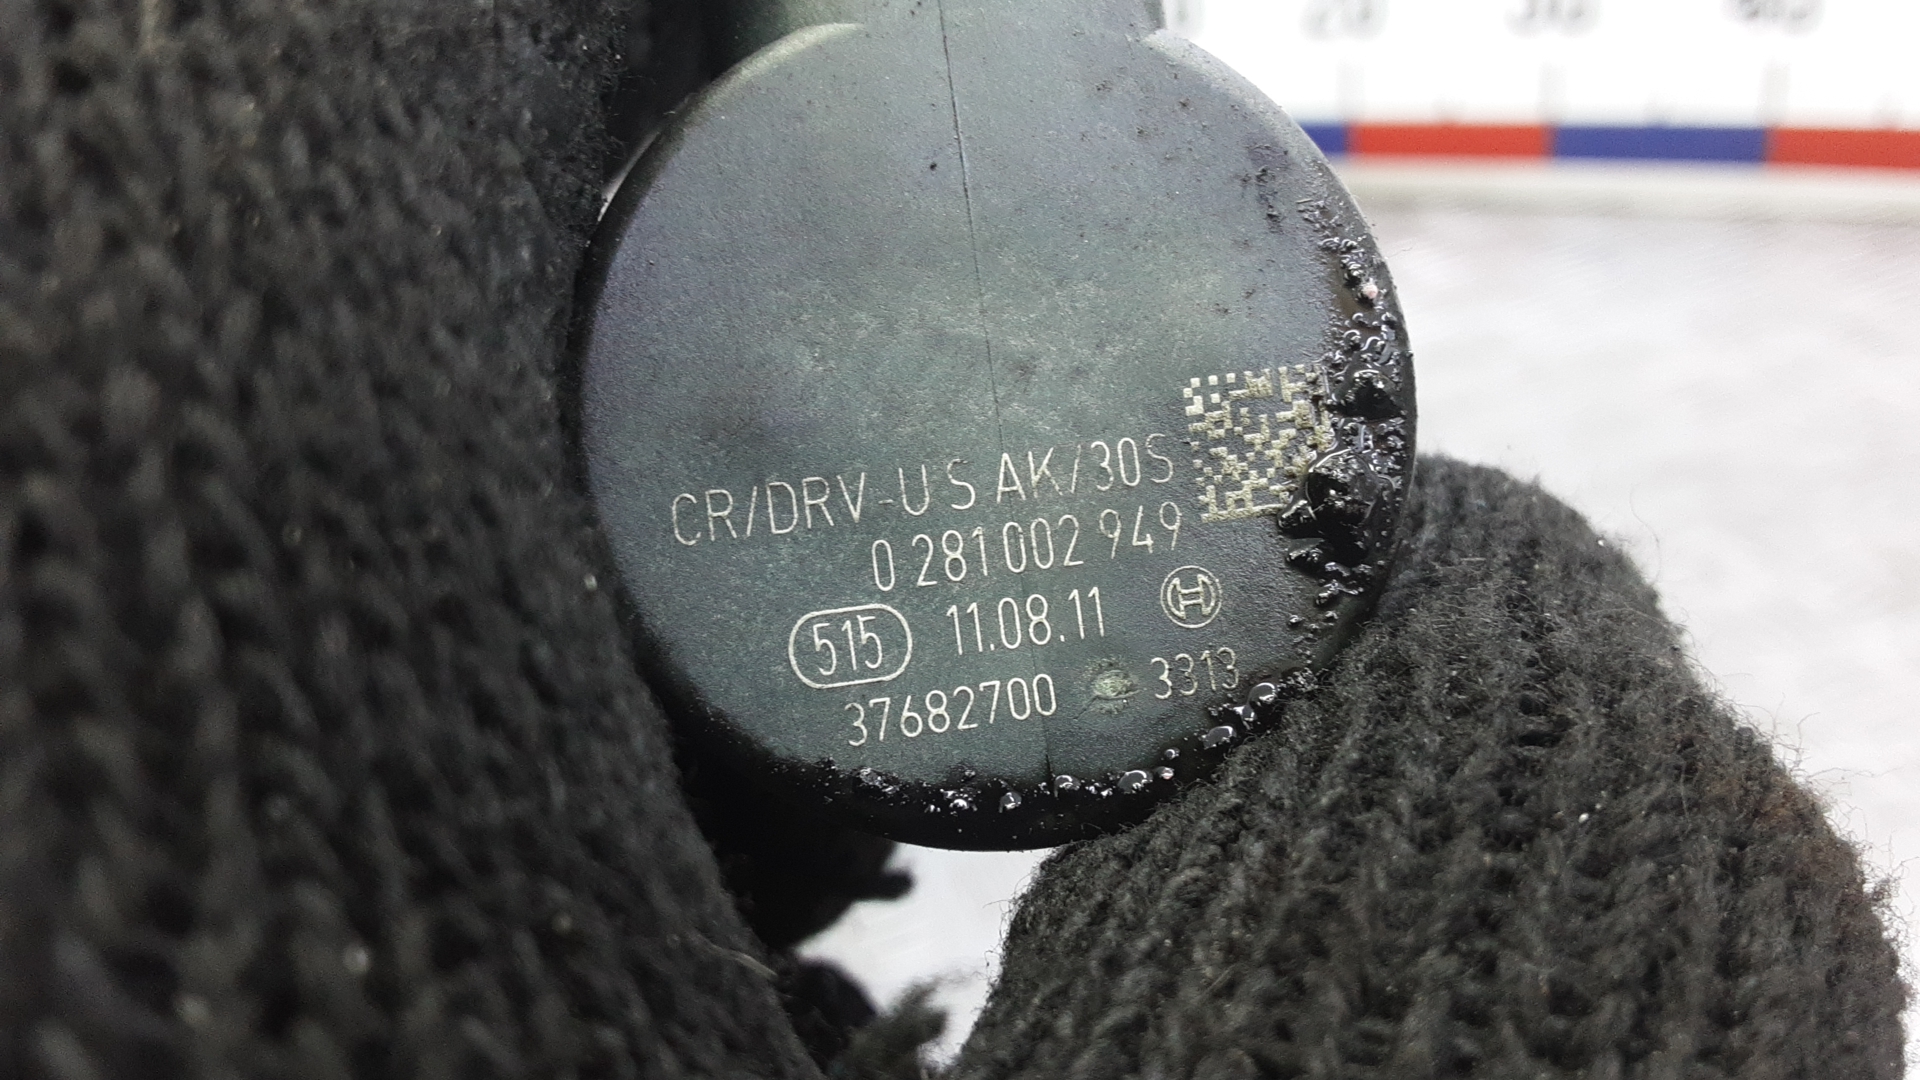 CR/DRV-U S AK/30S
0 281 002 949
515 11.08.11
37682700 3313